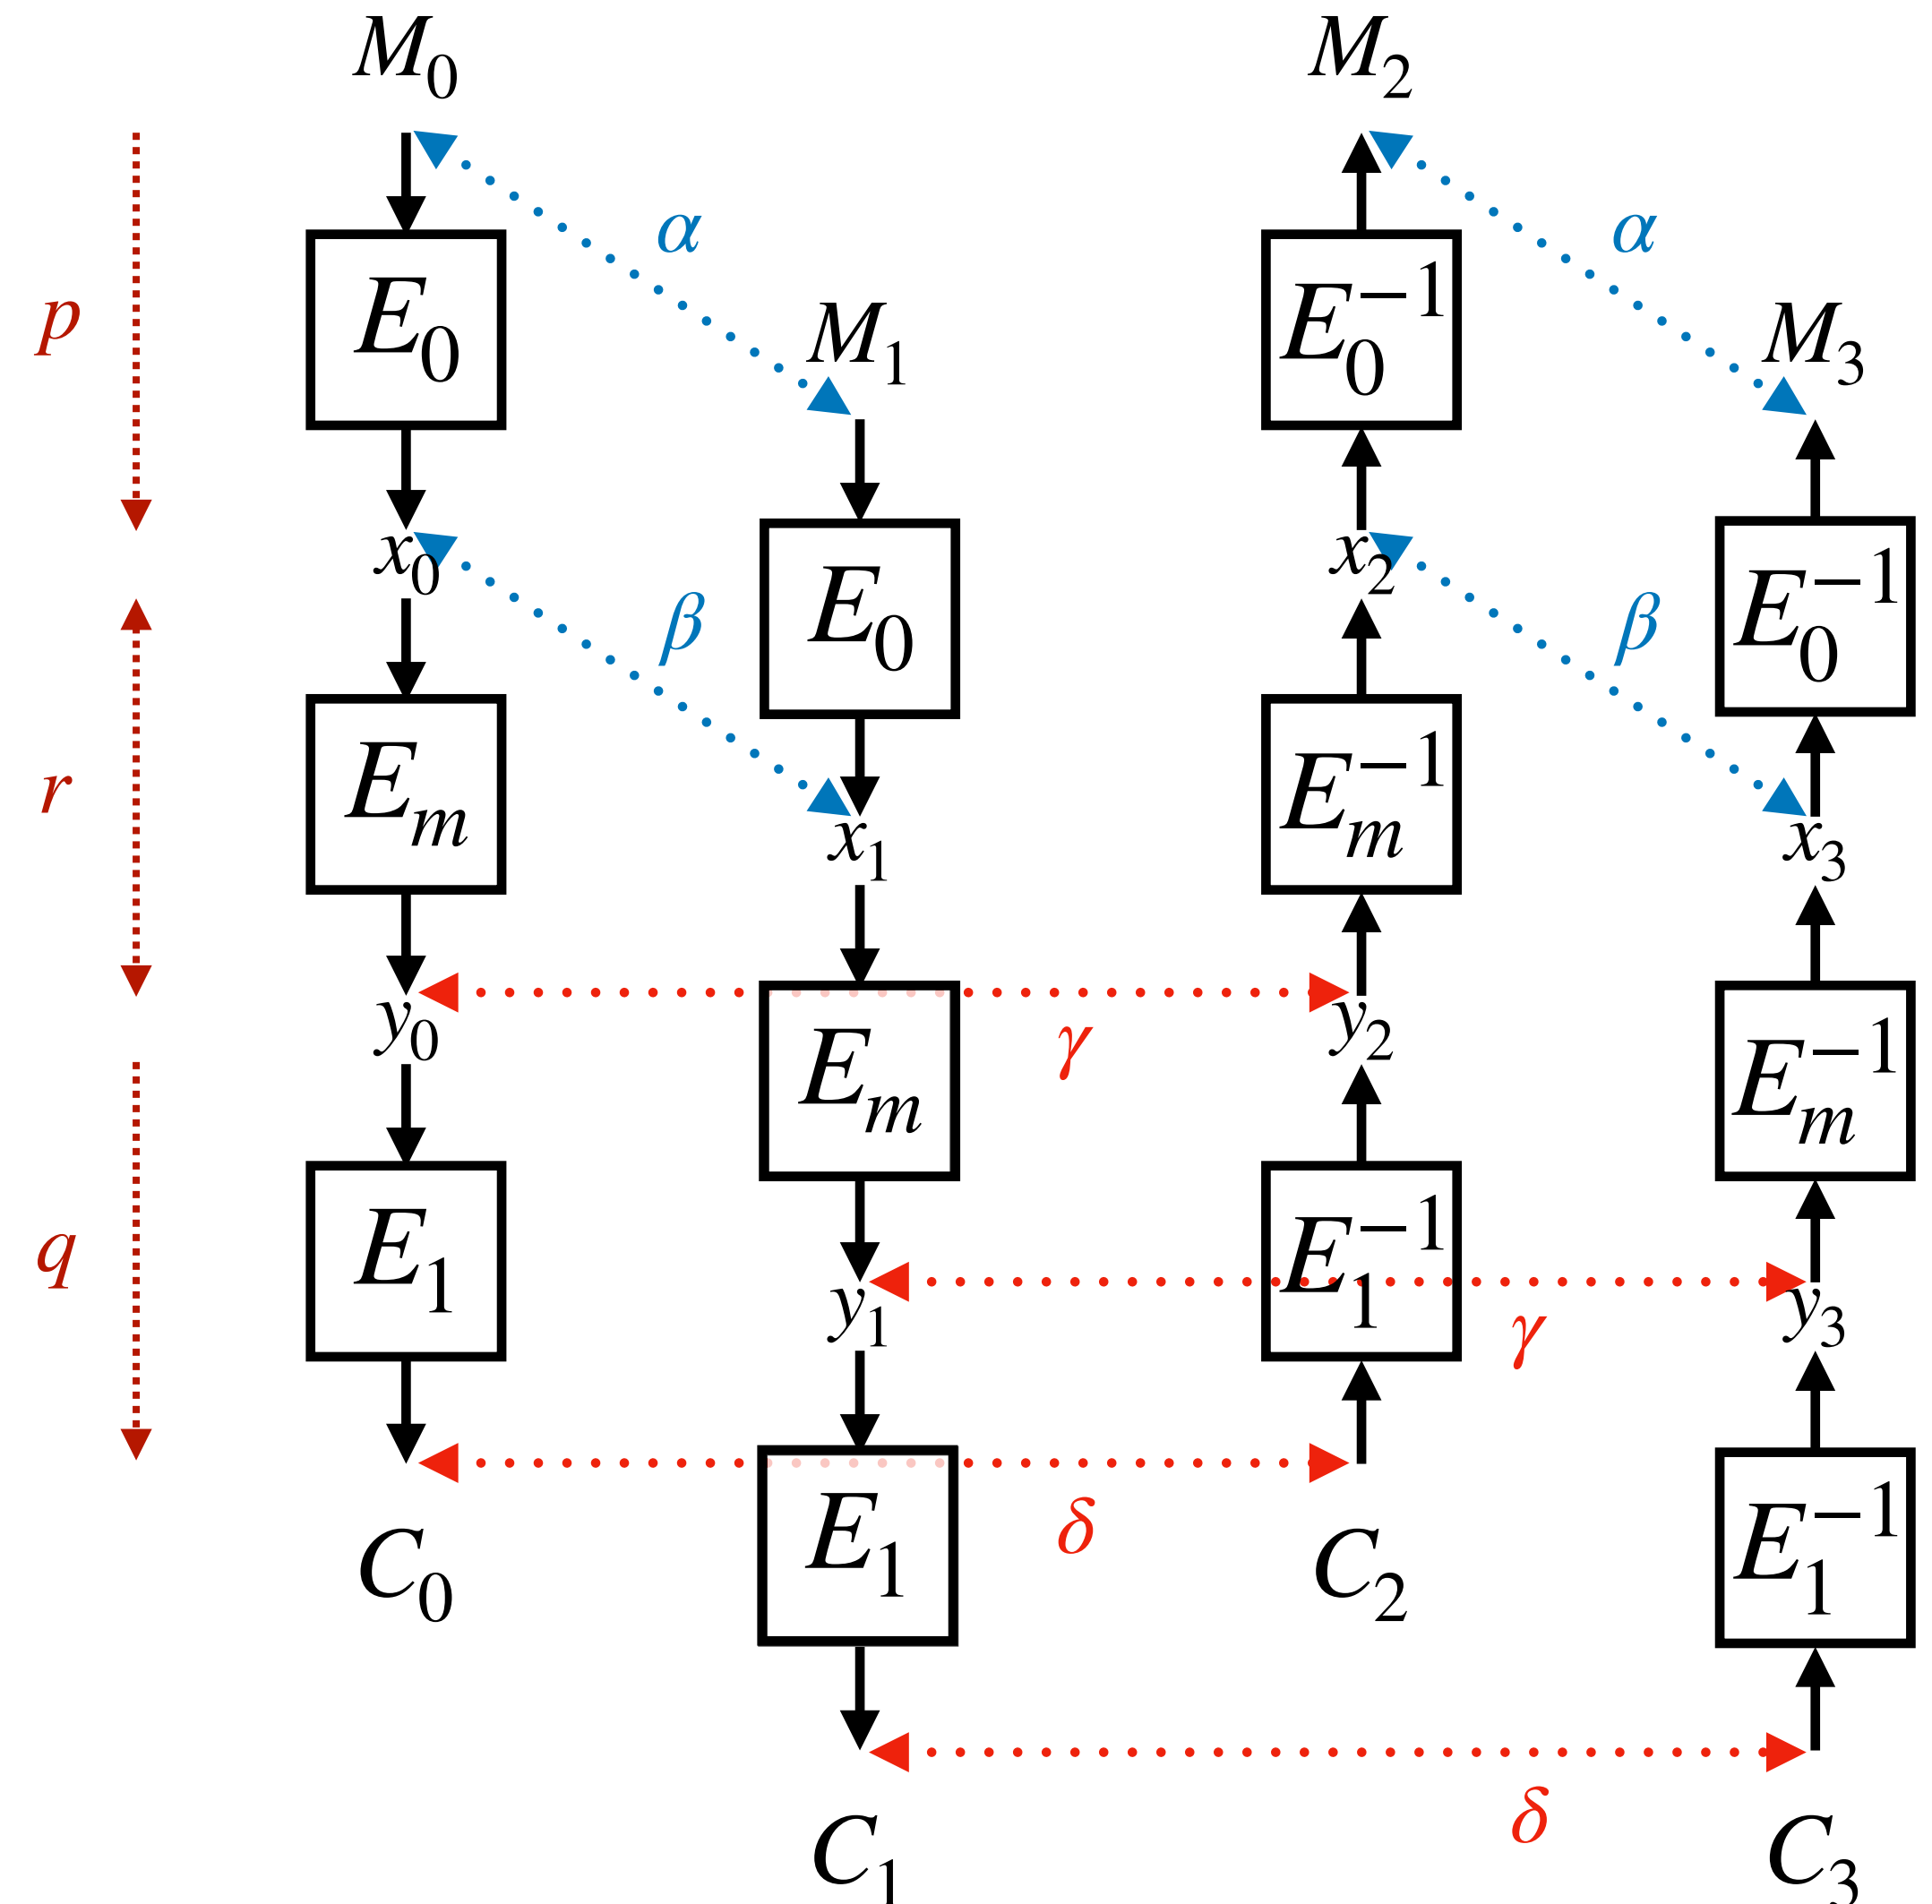 M₀ M₂
α α
p E₀ E₀⁻¹
M₁ M₃
x₀ x₂
β β
E₀ E₀⁻¹
r Eₘ Eₘ⁻¹
x₁ x₃
y₀ y₂
γ
Eₘ Eₘ⁻¹
q E₁ E₁⁻¹
y₁ y₃
γ
δ
C₀ C₂
E₁ E₁⁻¹
δ
C₁ C₃